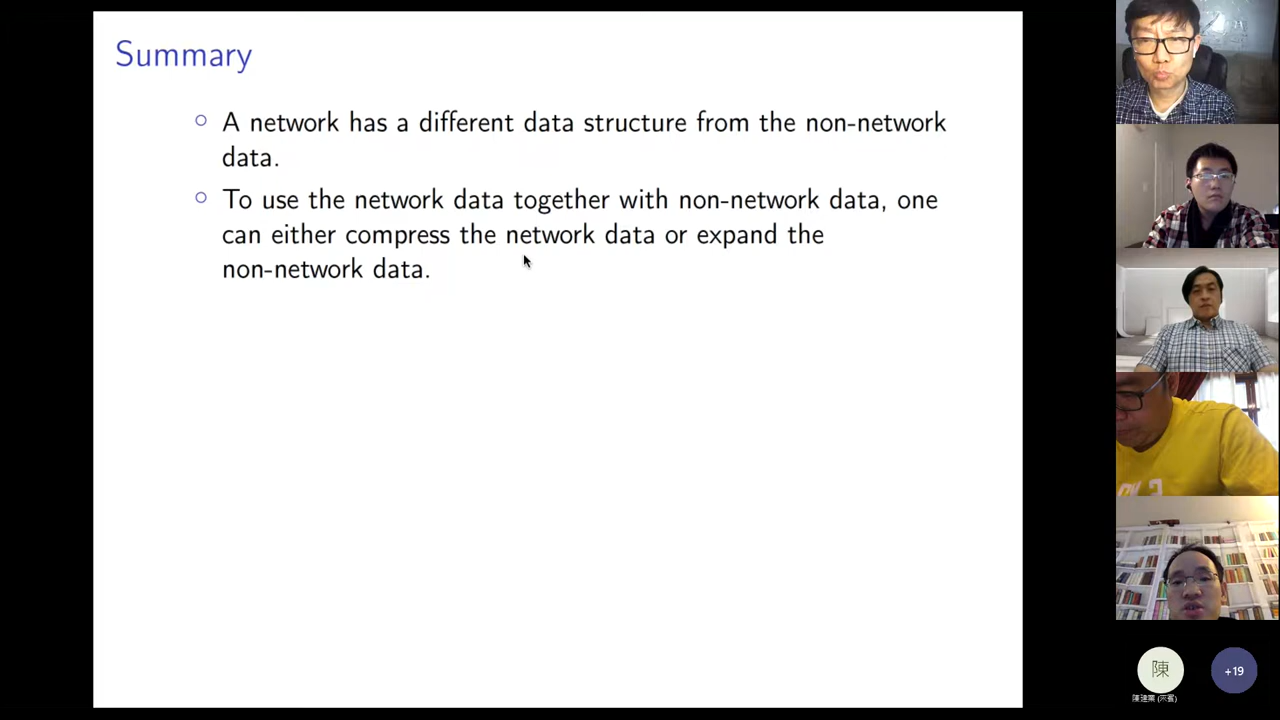 Summary
A network has a different data structure from the non-network
data.
To use the network data together with non-network data, one
can either compress the network data or expand the
non-network data.
陳
+19